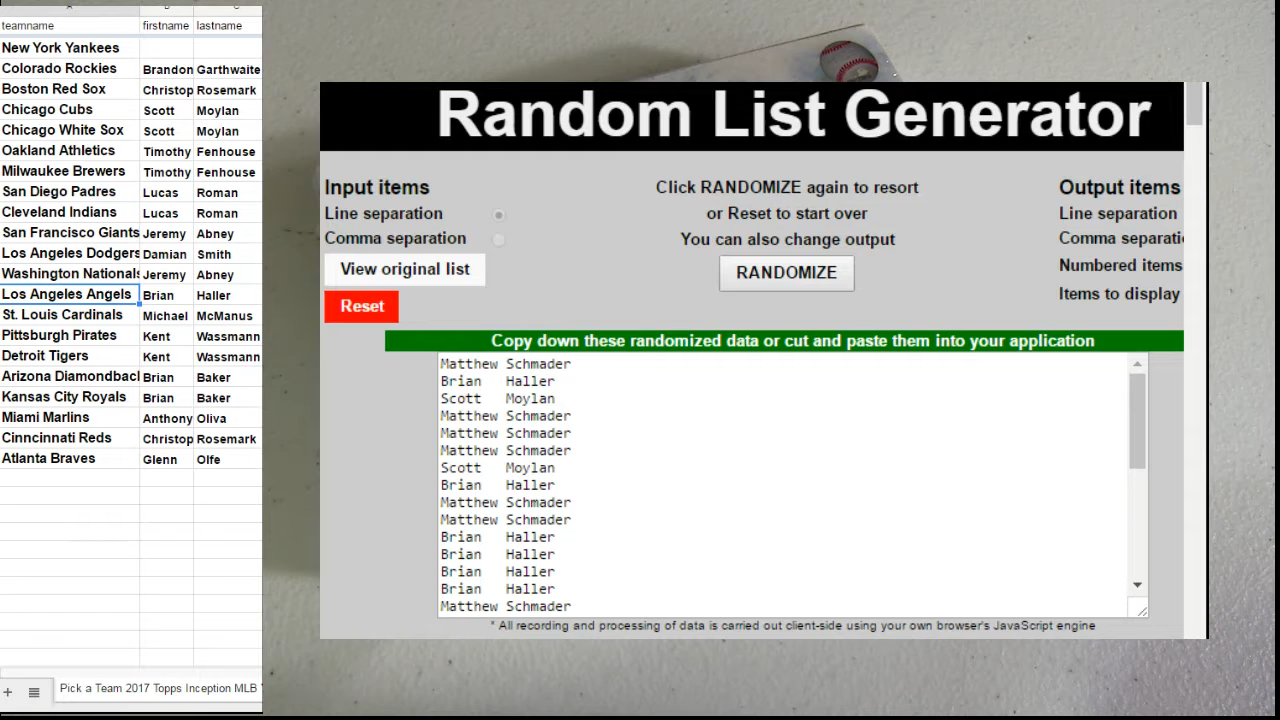 teamname firstname lastname
New York Yankees
Colorado Rockies Brandon Garthwaite
Boston Red Sox Christop Rosemark
Chicago Cubs Scott Moylan
Chicago White Sox Scott Moylan
Oakland Athletics Timothy Fenhouse
Milwaukee Brewers Timothy Fenhouse
San Diego Padres Lucas Roman
Cleveland Indians Lucas Roman
San Francisco Giants Jeremy Abney
Los Angeles Dodgers Damian Smith
Washington Nationals Jeremy Abney
Los Angeles Angels Brian Haller
St. Louis Cardinals Michael McManus
Pittsburgh Pirates Kent Wassmann
Detroit Tigers Kent Wassmann
Arizona Diamondbac Brian Baker
Kansas City Royals Brian Baker
Miami Marlins Anthony Oliva
Cinncinnati Reds Christop Rosemark
Atlanta Braves Glenn Olfe
Pick a Team 2017 Topps Inception MLB
Random List Generator
Input items
Line separation
Comma separation
View original list
Reset
Click RANDOMIZE again to resort
or Reset to start over
You can also change output
RANDOMIZE
Output items
Line separation
Comma separati
Numbered items
Items to display
Copy down these randomized data or cut and paste them into your application
Matthew Schmader
Brian Haller
Scott Moylan
Matthew Schmader
Matthew Schmader
Matthew Schmader
Scott Moylan
Brian Haller
Matthew Schmader
Matthew Schmader
Brian Haller
Brian Haller
Brian Haller
Brian Haller
Matthew Schmader
* All recording and processing of data is carried out client-side using your own browser's JavaScript engine